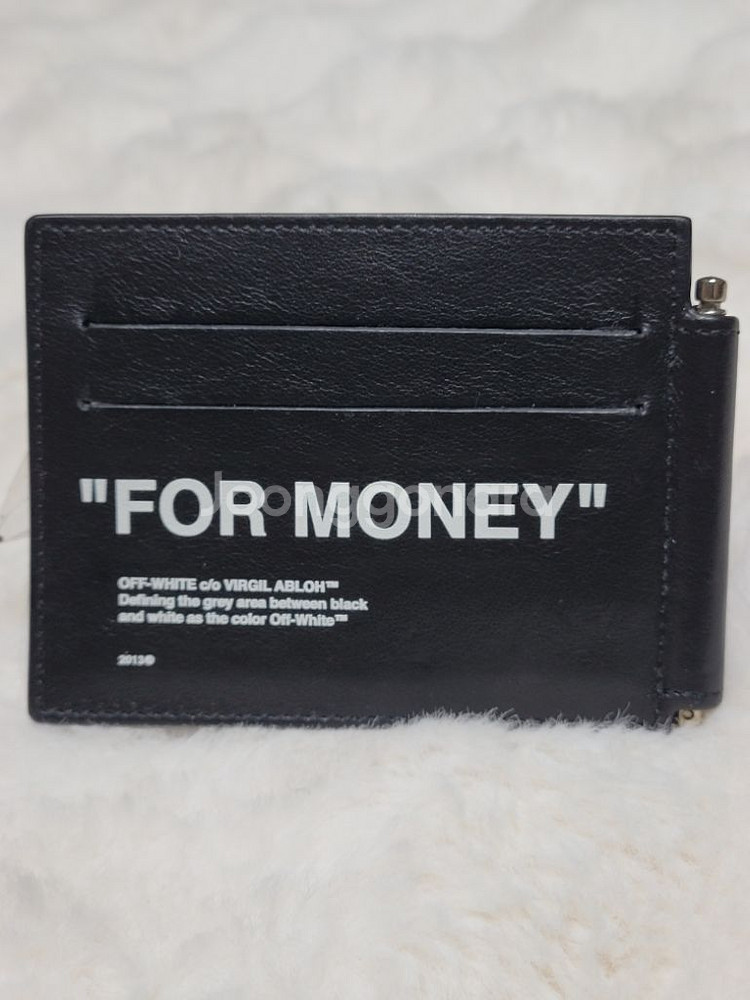 "FOR MONEY"
OFF-WHITE c/o VIRGIL ABLOH™
Defining the grey area between black
and white as the color Off-White™
2013®
Joonggonara